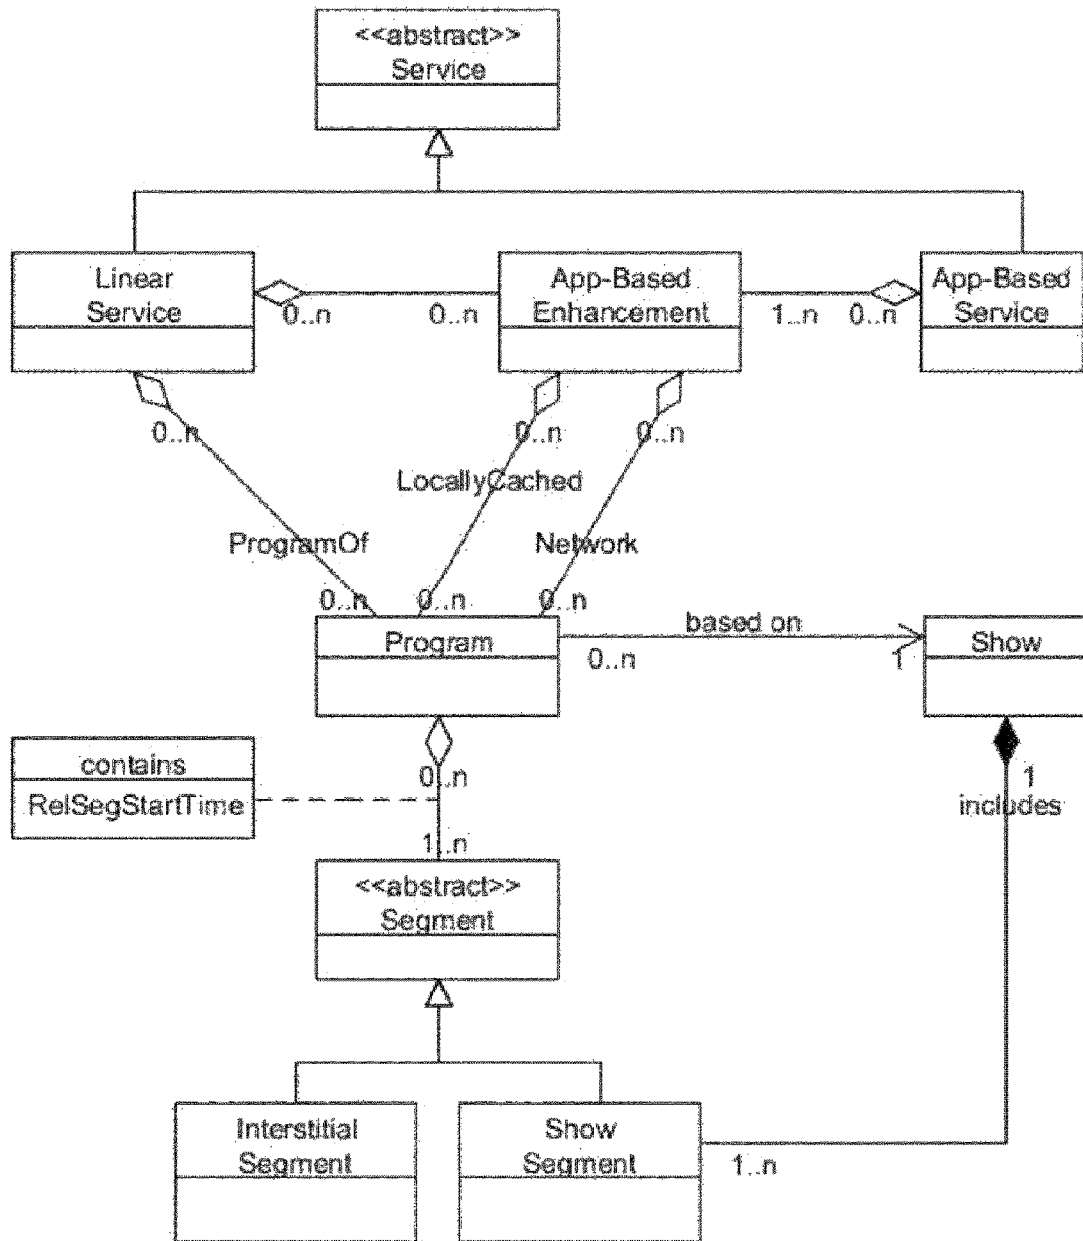 <<abstract>>
Service
Linear
Service
App-Based
Enhancement
App-Based
Service
0..n
0..n
1..n
0..n
0..n
0..n
0..n
LocallyCached
ProgramOf
Network
0..n
0..n
0..n
Program
based on
0..n
1
Show
contains
RelSegStartTime
0..n
1..n
1
includes
<<abstract>>
Segment
Interstitial
Segment
Show
Segment
1..n